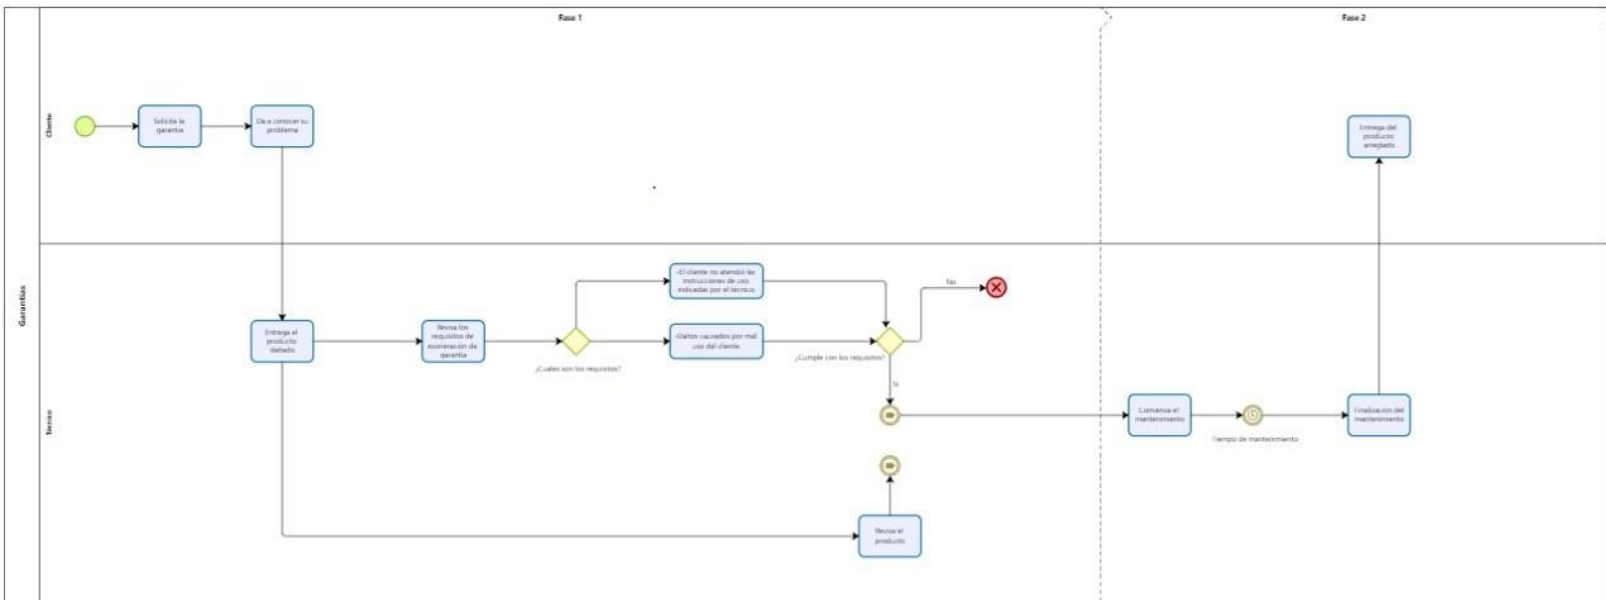 Fase 1
Fase 2
Garantías
Cliente
Técnico
Solicita la
garantía
Da a conocer su
problema
Entrega del
producto
arreglado
Entrega el
producto
dañado
Revisa los
requisitos de
exoneración de
garantía
¿Cuáles son los requisitos?
-El cliente no atendió las
instrucciones de uso
indicadas por el técnico
-Daños causados por mal
uso del cliente.
¿Cumple con los requisitos?
No
Si
Revisa el
producto
Comienza el
mantenimiento
Tiempo de mantenimiento
Finalización del
mantenimiento